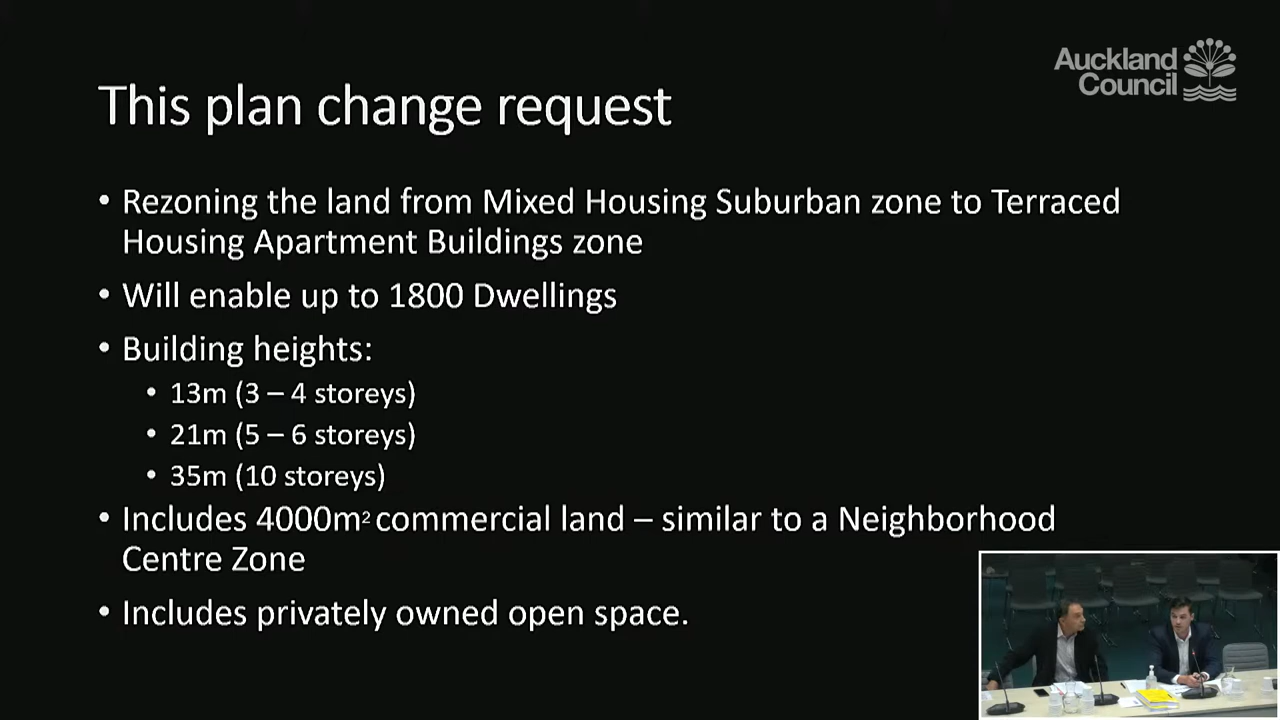 Auckland
Council
This plan change request
• Rezoning the land from Mixed Housing Suburban zone to Terraced
Housing Apartment Buildings zone
• Will enable up to 1800 Dwellings
• Building heights:
• 13m (3 – 4 storeys)
• 21m (5 – 6 storeys)
• 35m (10 storeys)
• Includes 4000m² commercial land – similar to a Neighborhood
Centre Zone
• Includes privately owned open space.